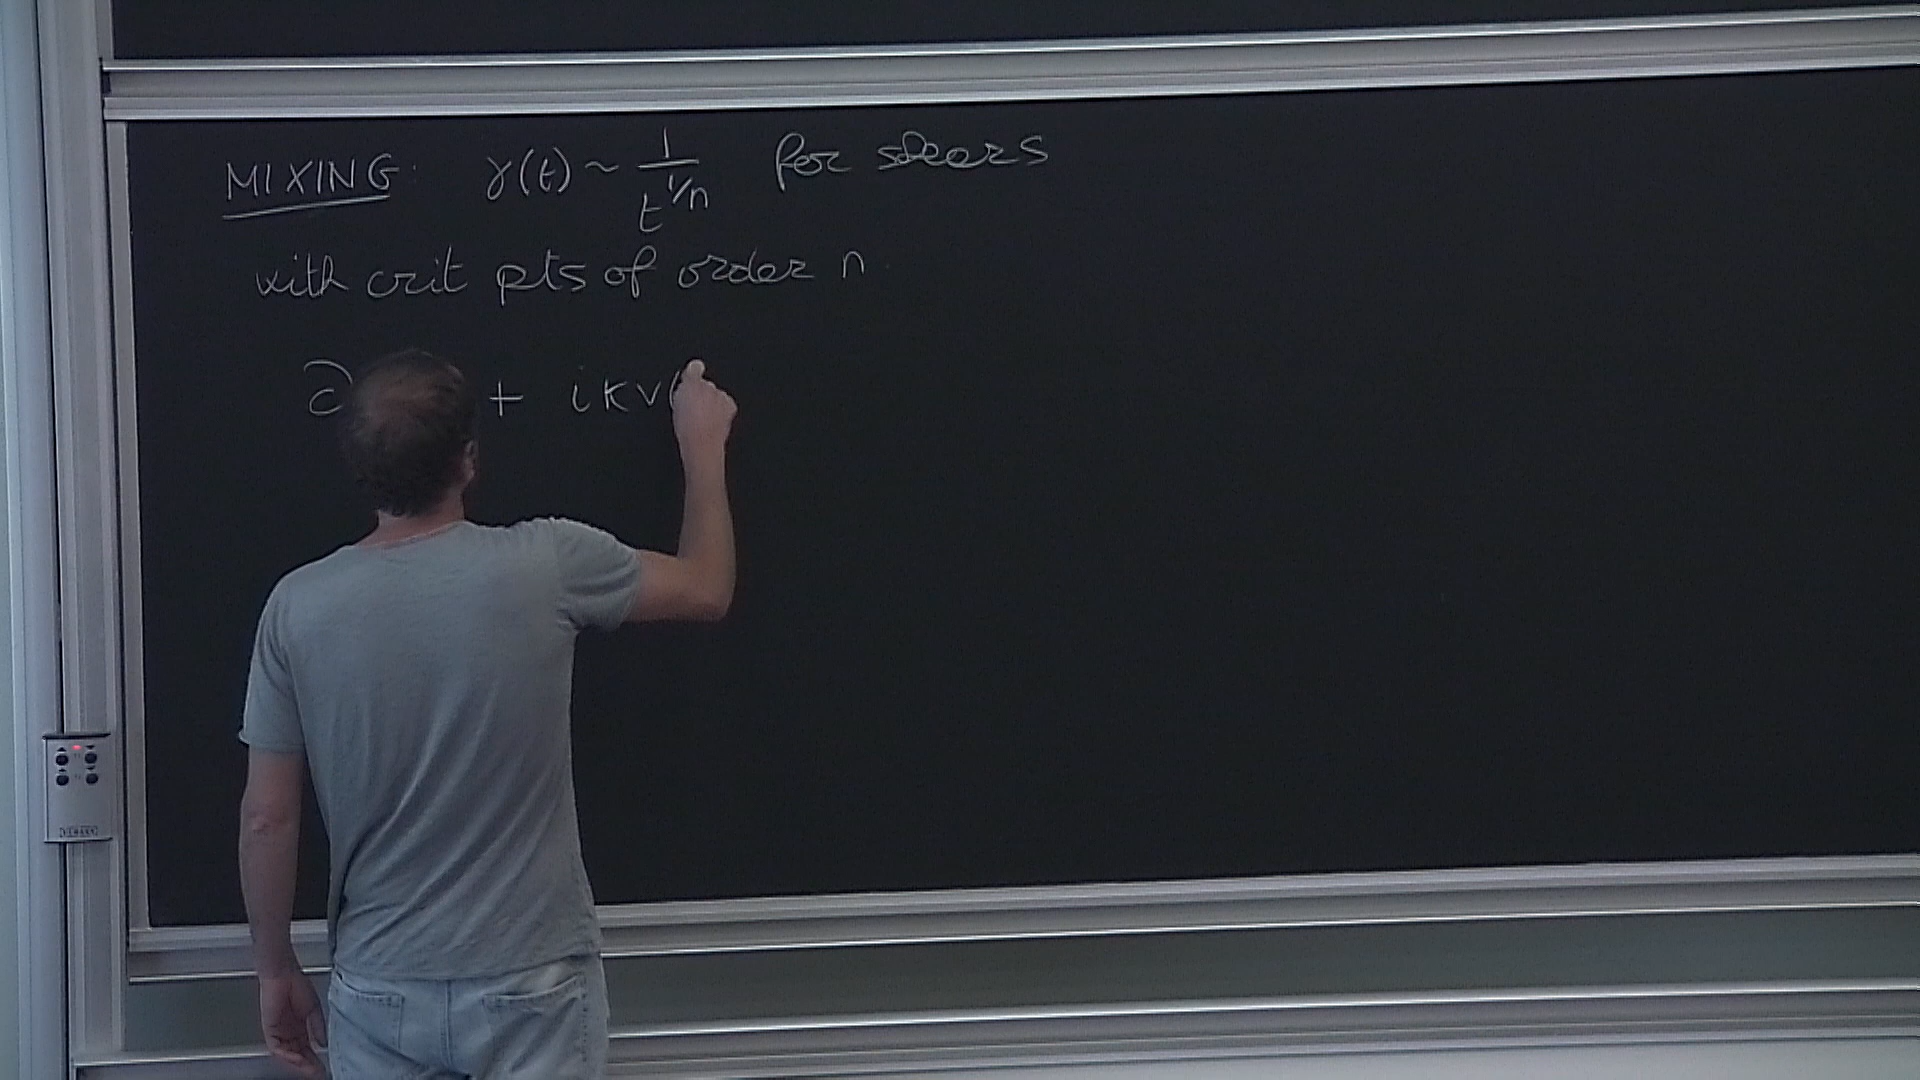 MIXING: γ(t) ~ 1/t^{1/n} for shears
with crit pts of order n.
∂ + ikv(